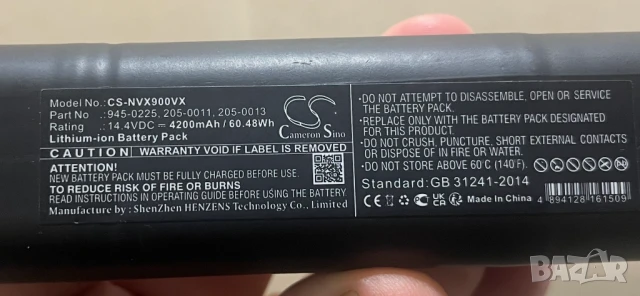 Model No.:CS-NVX900VX
Part No :945-0225, 205-0011, 205-0013
Rating :14.4VDC⎓ 4200mAh / 60.48Wh
Lithium-ion Battery Pack
CS
Cameron Sino
CAUTION WARRANTY VOID IF LABEL IS REMOVED
ATTENTION!
NEW BATTERY PACK MUST BE FULLY CHARGED BEFORE USE.
TO REDUCE RISK OF FIRE OR BURNS
READ INSTRUCTIONS IN OPERATING GUIDE BEFORE USING THE BATTERY.
Manufacture by : ShenZhen HENZENS Technology Co., Limited
•DO NOT ATTEMPT TO DISASSEMBLE, OPEN OR SERVICE
THE BATTERY PACK.
•REPLACE ONLY WITH THE BATTERY PACK DESIGNATED FOR
YOUR PRODUCT.
•DO NOT CRUSH, PUNCTURE, SHORT EXTERNAL CONTACTS
OR DISPOSE OF IN FIRE OR WATER.
•DO NOT STORE ABOVE 60℃ (140℉).
Standard:GB 31241-2014
CE UKCA Made In China
4 894128 161509
bazar